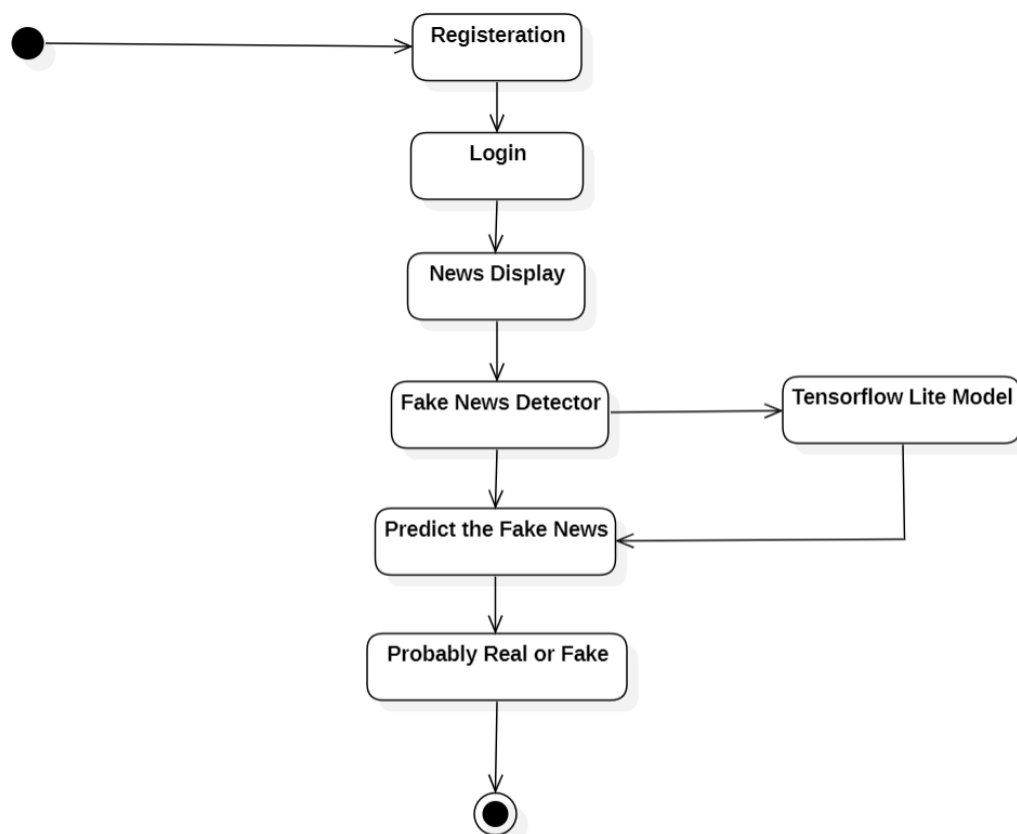 Registeration
Login
News Display
Fake News Detector
Tensorflow Lite Model
Predict the Fake News
Probably Real or Fake